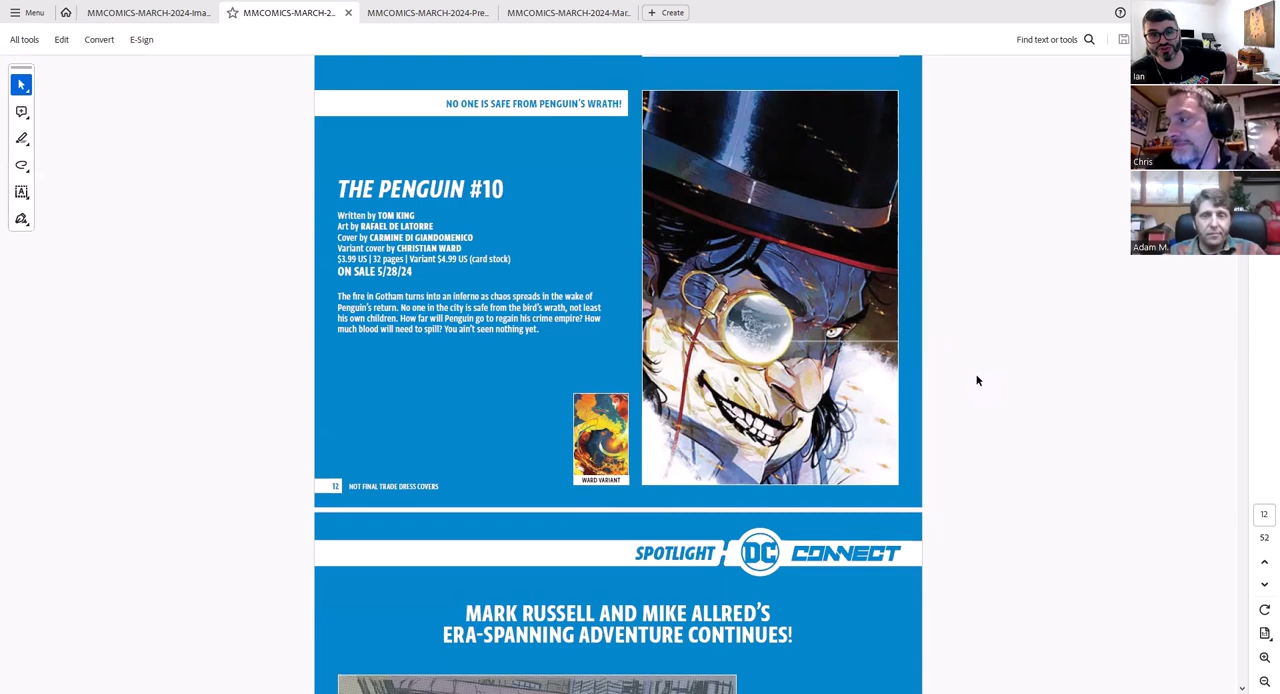 Menu
MMCOMICS-MARCH-2024-Ima...
MMCOMICS-MARCH-2...
MMCOMICS-MARCH-2024-Pre...
MMCOMICS-MARCH-2024-Mar...
Create
All tools
Edit
Convert
E-Sign
Find text or tools
Ian
Chris
Adam M.
NO ONE IS SAFE FROM PENGUIN'S WRATH!
THE PENGUIN #10
Written by TOM KING
Art by RAFAEL DE LATORRE
Cover by CARMINE DI GIANDOMENICO
Variant cover by CHRISTIAN WARD
$3.99 US | 32 pages | Variant $4.99 US (card stock)
ON SALE 5/28/24
The fire in Gotham turns into an inferno as chaos spreads in the wake of
Penguin's return. No one in the city is safe from the bird's wrath, not least
his own children. How far will Penguin go to regain his crime empire? How
much blood will need to spill? You ain't seen nothing yet.
WARD VARIANT
12 NOT FINAL TRADE DRESS COVERS
SPOTLIGHT DC CONNECT
MARK RUSSELL AND MIKE ALLRED'S
ERA-SPANNING ADVENTURE CONTINUES!
12
52